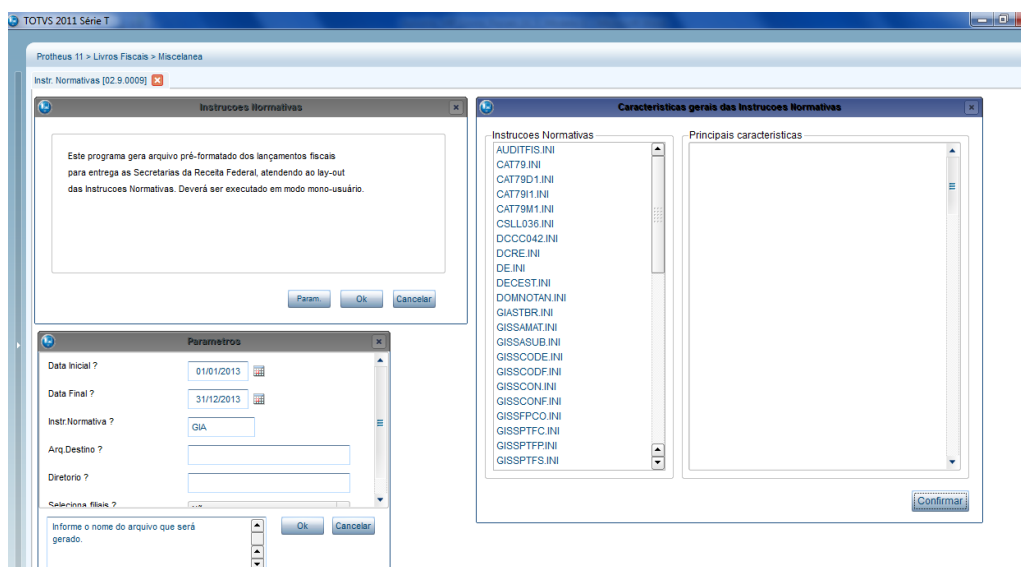 TOTVS 2011 Série T
Protheus 11 > Livros Fiscais > Miscelanea
Instr. Normativas [02.9.0009]
Instrucoes Normativas
Este programa gera arquivo pré-formatado dos lançamentos fiscais
para entrega as Secretarias da Receita Federal, atendendo ao lay-out
das Instrucoes Normativas. Deverá ser executado em modo mono-usuário.
Param.
Ok
Cancelar
Parametros
Data Inicial ?
01/01/2013
Data Final ?
31/12/2013
Instr.Normativa ?
GIA
Arq.Destino ?
Diretorio ?
Seleciona filiais ?
Informe o nome do arquivo que será
gerado.
Ok
Cancelar
Caracteristicas gerais das Instrucoes Normativas
Instrucoes Normativas
AUDITFIS.INI
CAT79.INI
CAT79D1.INI
CAT79I1.INI
CAT79M1.INI
CSLL036.INI
DCCC042.INI
DCRE.INI
DE.INI
DECEST.INI
DOMNOTAN.INI
GIASTBR.INI
GISSAMAT.INI
GISSASUB.INI
GISSCODE.INI
GISSCODF.INI
GISSCON.INI
GISSCONF.INI
GISSFPCO.INI
GISSPTFC.INI
GISSPTFP.INI
GISSPTFS.INI
Principais caracteristicas
Confirmar